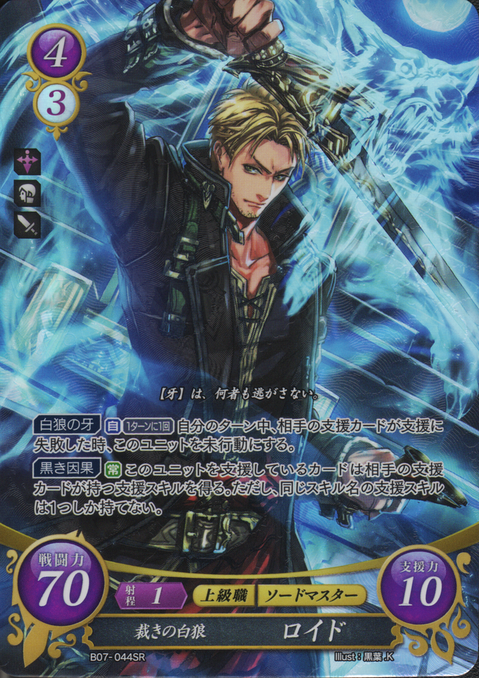 4
3
【牙】は、何者も逃がさない。
白狼の牙 自 1ターンに1回 自分のターン中、相手の支援カードが支援に
失敗した時、このユニットを未行動にする。
黒き因果 常 このユニットを支援しているカードは相手の支援
カードが持つ支援スキルを得る。ただし、同じスキル名の支援スキル
は1つしか持てない。
戦闘力
70
射程 1
上級職 ソードマスター
支援力
10
裁きの白狼 ロイド
B07-044SR Illust：黒葉.K